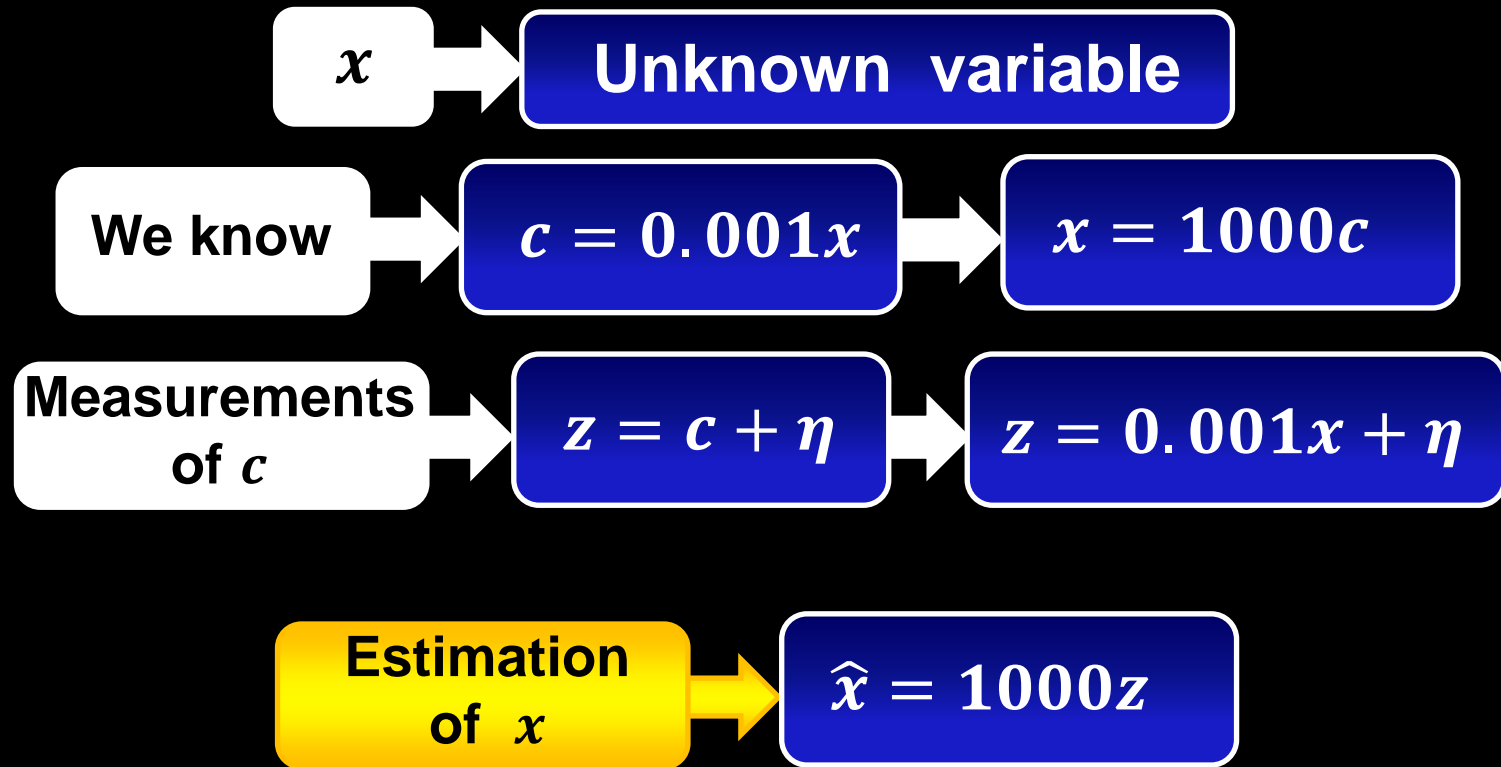 x
Unknown variable
We know
c = 0.001x
x = 1000c
Measurements
of c
z = c + η
z = 0.001x + η
Estimation
of x
x̂ = 1000z